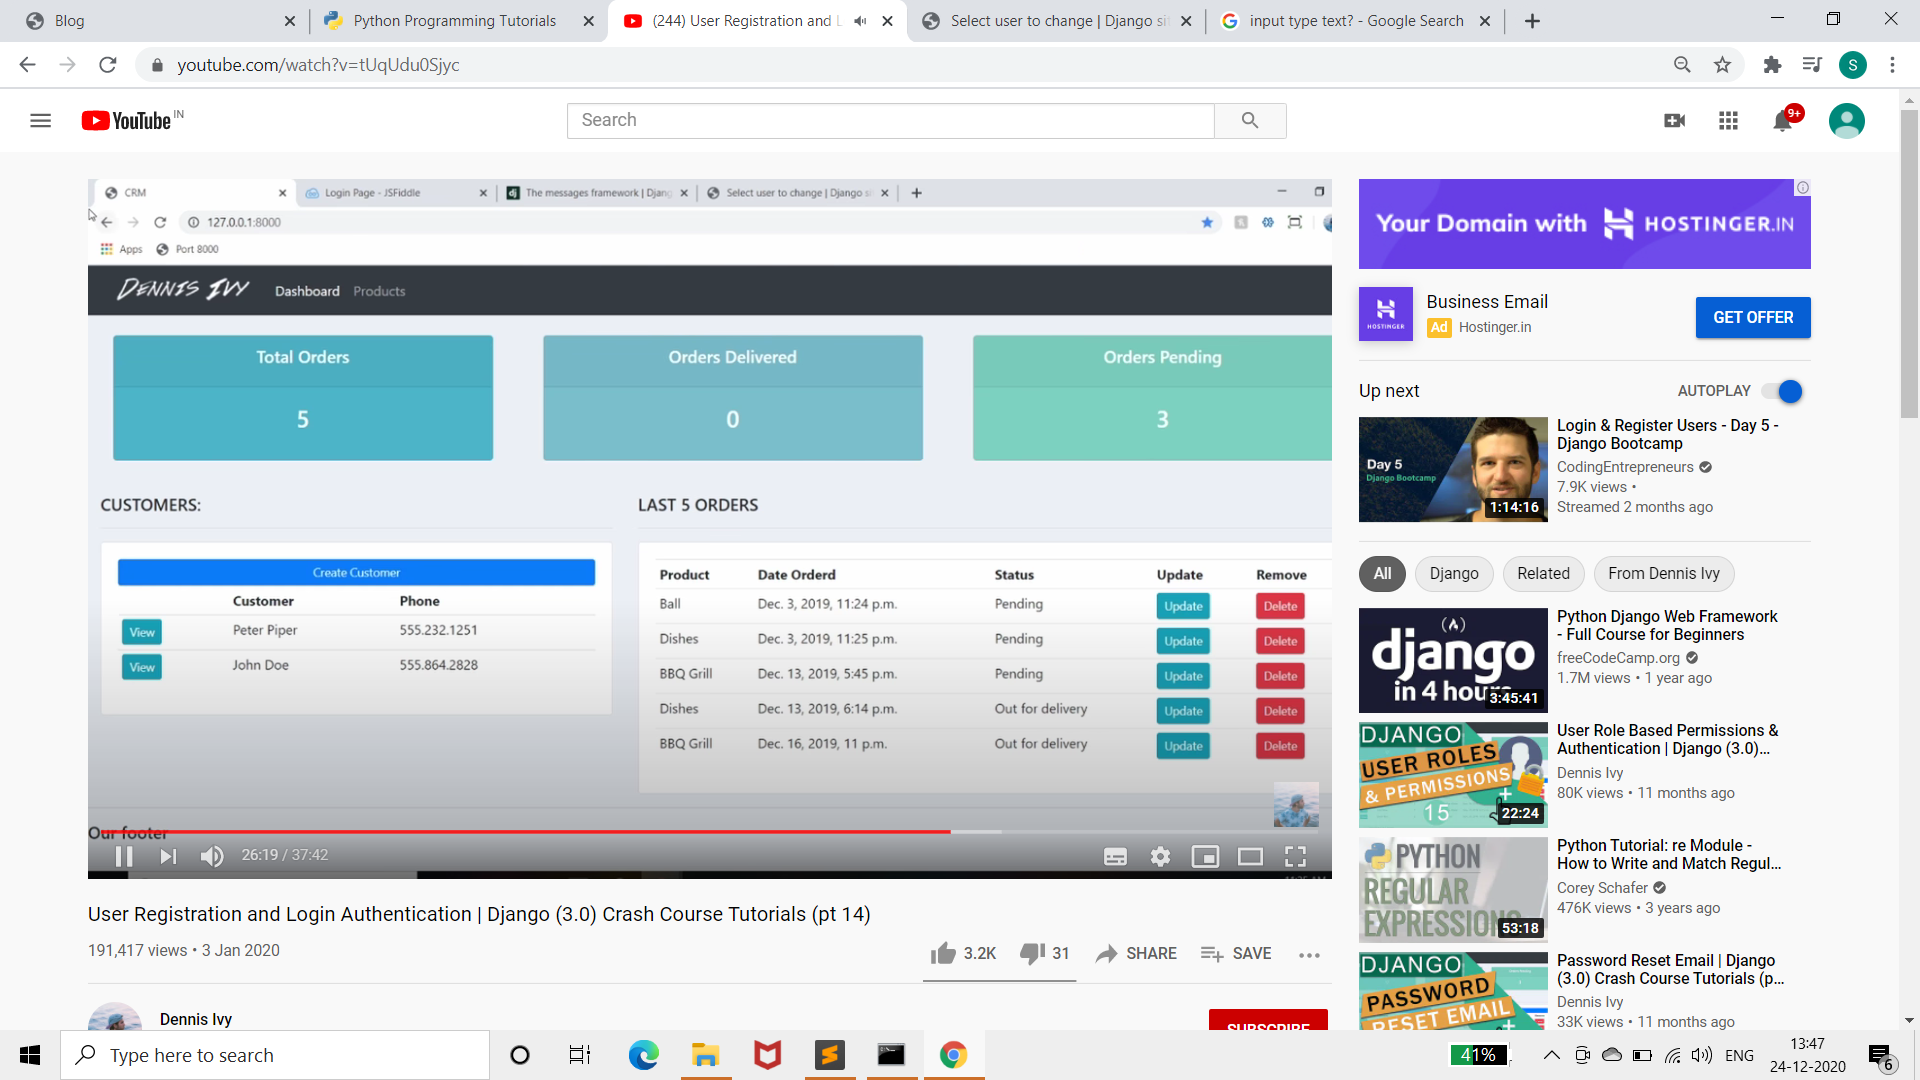 Blog
Python Programming Tutorials
(244) User Registration and L
Select user to change | Django sit
input type text? - Google Search
youtube.com/watch?v=tUqUdu0Sjyc
S
YouTube IN
Search
9+
CRM
Login Page - JSFiddle
The messages framework | Djang
Select user to change | Django si
127.0.0.1:8000
Apps
Port 8000
DENNIS IVY
Dashboard
Products
Total Orders
5
Orders Delivered
0
Orders Pending
3
CUSTOMERS:
Create Customer
Customer Phone
View Peter Piper 555.232.1251
View John Doe 555.864.2828
LAST 5 ORDERS
Product Date Orderd Status Update Remove
Ball Dec. 3, 2019, 11:24 p.m. Pending Update Delete
Dishes Dec. 3, 2019, 11:25 p.m. Pending Update Delete
BBQ Grill Dec. 13, 2019, 5:45 p.m. Pending Update Delete
Dishes Dec. 13, 2019, 6:14 p.m. Out for delivery Update Delete
BBQ Grill Dec. 16, 2019, 11 p.m. Out for delivery Update Delete
Our footer
26:19 / 37:42
User Registration and Login Authentication | Django (3.0) Crash Course Tutorials (pt 14)
191,417 views • 3 Jan 2020
3.2K
31
SHARE
SAVE
Dennis Ivy
SUBSCRIBE
Your Domain with HOSTINGER.IN
HOSTINGER
Business Email
Ad Hostinger.in
GET OFFER
Up next
AUTOPLAY
Day 5
Django Bootcamp
1:14:16
Login & Register Users - Day 5 -
Django Bootcamp
CodingEntrepreneurs
7.9K views •
Streamed 2 months ago
All
Django
Related
From Dennis Ivy
django
in 4 hours
3:45:41
Python Django Web Framework
- Full Course for Beginners
freeCodeCamp.org
1.7M views • 1 year ago
DJANGO
USER ROLES
& PERMISSIONS
15
22:24
User Role Based Permissions &
Authentication | Django (3.0)...
Dennis Ivy
80K views • 11 months ago
PYTHON
REGULAR
EXPRESSIONS
53:18
Python Tutorial: re Module -
How to Write and Match Regul...
Corey Schafer
476K views • 3 years ago
DJANGO
PASSWORD
RESET EMAIL
Password Reset Email | Django
(3.0) Crash Course Tutorials (p...
Dennis Ivy
33K views • 11 months ago
Type here to search
41%
ENG
13:47
24-12-2020
6